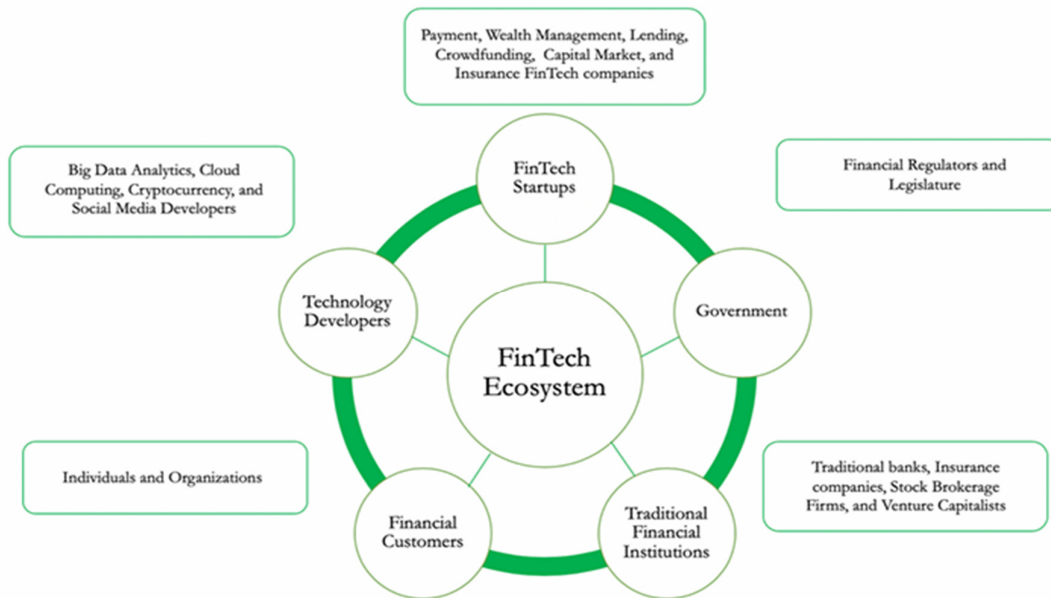 Payment, Wealth Management, Lending,
Crowdfunding, Capital Market, and
Insurance FinTech companies
FinTech
Startups
Big Data Analytics, Cloud
Computing, Cryptocurrency, and
Social Media Developers
Financial Regulators and
Legislature
Technology
Developers
Government
FinTech
Ecosystem
Individuals and Organizations
Traditional banks, Insurance
companies, Stock Brokerage
Firms, and Venture Capitalists
Financial
Customers
Traditional
Financial
Institutions